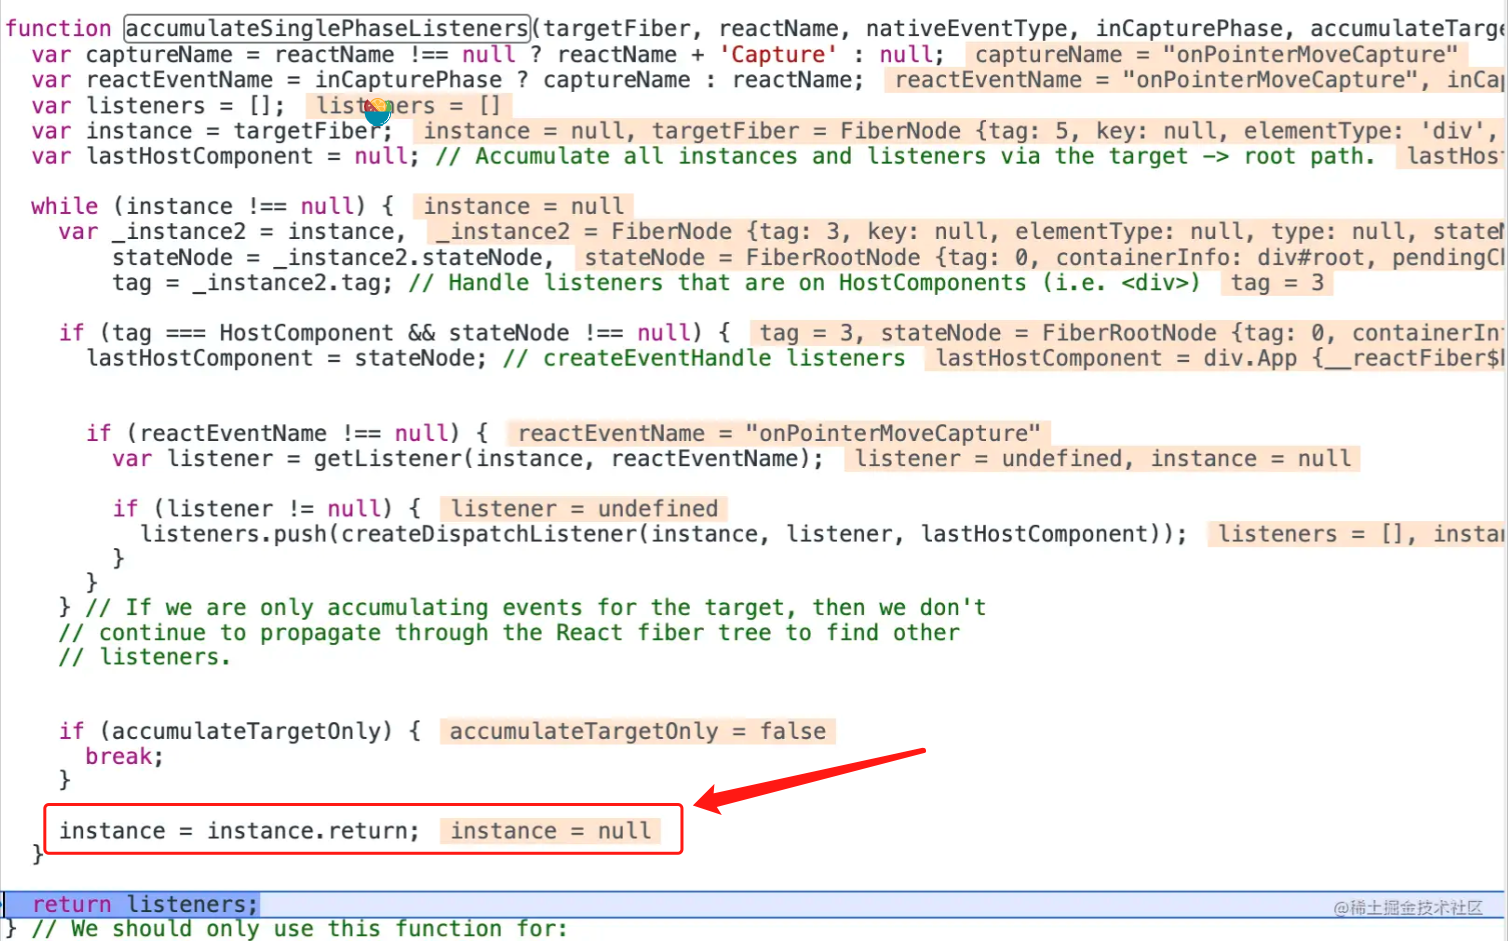 function accumulateSinglePhaseListeners(targetFiber, reactName, nativeEventType, inCapturePhase, accumulateTarge
var captureName = reactName !== null ? reactName + 'Capture' : null; captureName = "onPointerMoveCapture"
var reactEventName = inCapturePhase ? captureName : reactName; reactEventName = "onPointerMoveCapture", inCap
var listeners = []; listeners = []
var instance = targetFiber; instance = null, targetFiber = FiberNode {tag: 5, key: null, elementType: 'div',
var lastHostComponent = null; // Accumulate all instances and listeners via the target -> root path. lastHos
while (instance !== null) { instance = null
var _instance2 = instance, _instance2 = FiberNode {tag: 3, key: null, elementType: null, type: null, stateN
stateNode = _instance2.stateNode, stateNode = FiberRootNode {tag: 0, containerInfo: div#root, pendingCh
tag = _instance2.tag; // Handle listeners that are on HostComponents (i.e. <div>) tag = 3
if (tag === HostComponent && stateNode !== null) { tag = 3, stateNode = FiberRootNode {tag: 0, containerIn
lastHostComponent = stateNode; // createEventHandle listeners lastHostComponent = div.App {__reactFiber$
if (reactEventName !== null) { reactEventName = "onPointerMoveCapture"
var listener = getListener(instance, reactEventName); listener = undefined, instance = null
if (listener != null) { listener = undefined
listeners.push(createDispatchListener(instance, listener, lastHostComponent)); listeners = [], instan
}
}
} // If we are only accumulating events for the target, then we don't
// continue to propagate through the React fiber tree to find other
// listeners.
if (accumulateTargetOnly) { accumulateTargetOnly = false
break;
}
instance = instance.return; instance = null
}
return listeners;
@稀土掘金技术社区
} // We should only use this function for: